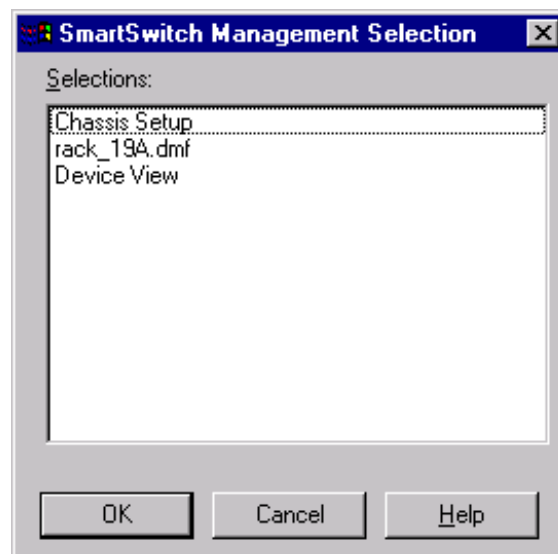 SmartSwitch Management Selection
Selections:
Chassis Setup
rack_19A.dmf
Device View
OK
Cancel
Help